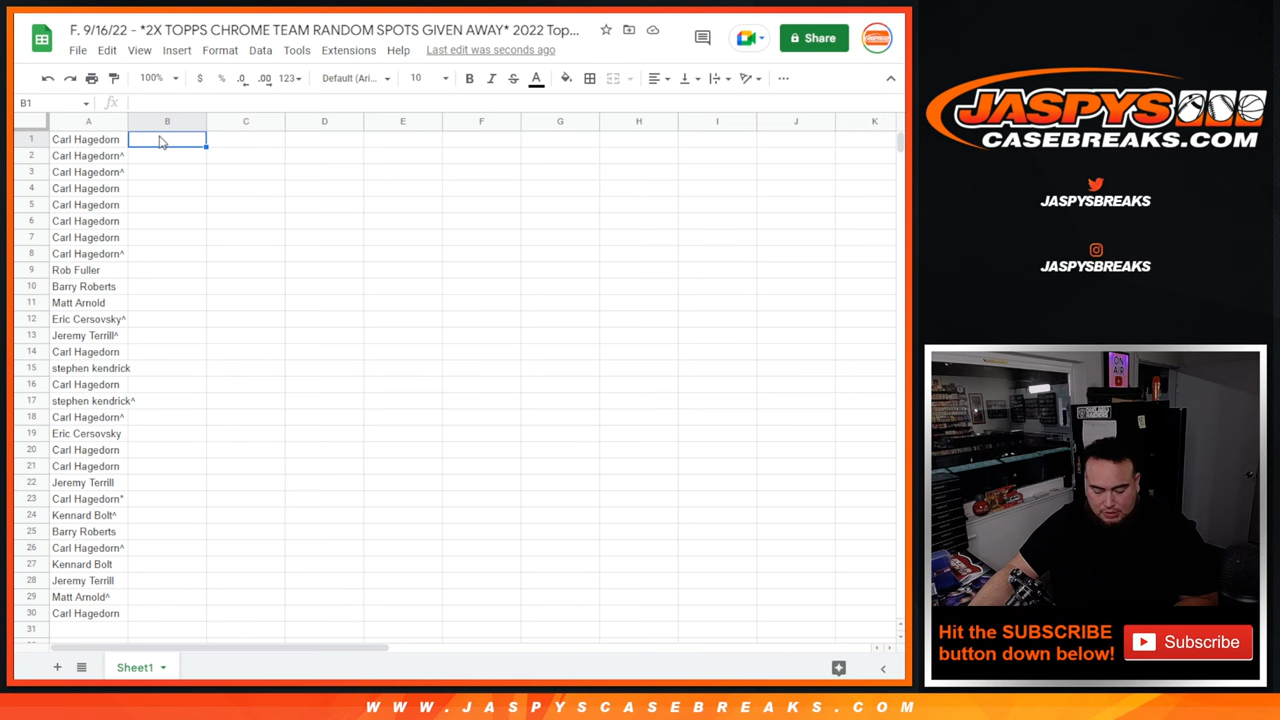 F. 9/16/22 - *2X TOPPS CHROME TEAM RANDOM SPOTS GIVEN AWAY* 2022 Top...
File Edit View Insert Format Data Tools Extensions Help Last edit was seconds ago
Share
100% $ % .0 .00 123 Default (Ari... 10 B I S A
B1 fx
A B C D E F G H I J K
1 Carl Hagedorn
2 Carl Hagedorn^
3 Carl Hagedorn^
4 Carl Hagedorn
5 Carl Hagedorn
6 Carl Hagedorn
7 Carl Hagedorn
8 Carl Hagedorn^
9 Rob Fuller
10 Barry Roberts
11 Matt Arnold
12 Eric Cersovsky^
13 Jeremy Terrill^
14 Carl Hagedorn
15 stephen kendrick
16 Carl Hagedorn
17 stephen kendrick^
18 Carl Hagedorn^
19 Eric Cersovsky
20 Carl Hagedorn
21 Carl Hagedorn
22 Jeremy Terrill
23 Carl Hagedorn*
24 Kennard Bolt^
25 Barry Roberts
26 Carl Hagedorn^
27 Kennard Bolt
28 Jeremy Terrill
29 Matt Arnold^
30 Carl Hagedorn
31
Sheet1
JASPYS
CASEBREAKS.COM
JASPYSBREAKS
JASPYSBREAKS
ON AIR
Hit the SUBSCRIBE
button down below!
Subscribe
WWW.JASPYSCASEBREAKS.COM